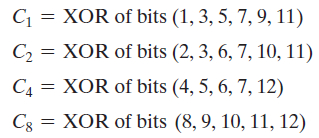 C₁ = XOR of bits (1, 3, 5, 7, 9, 11)
C₂ = XOR of bits (2, 3, 6, 7, 10, 11)
C₄ = XOR of bits (4, 5, 6, 7, 12)
C₈ = XOR of bits (8, 9, 10, 11, 12)